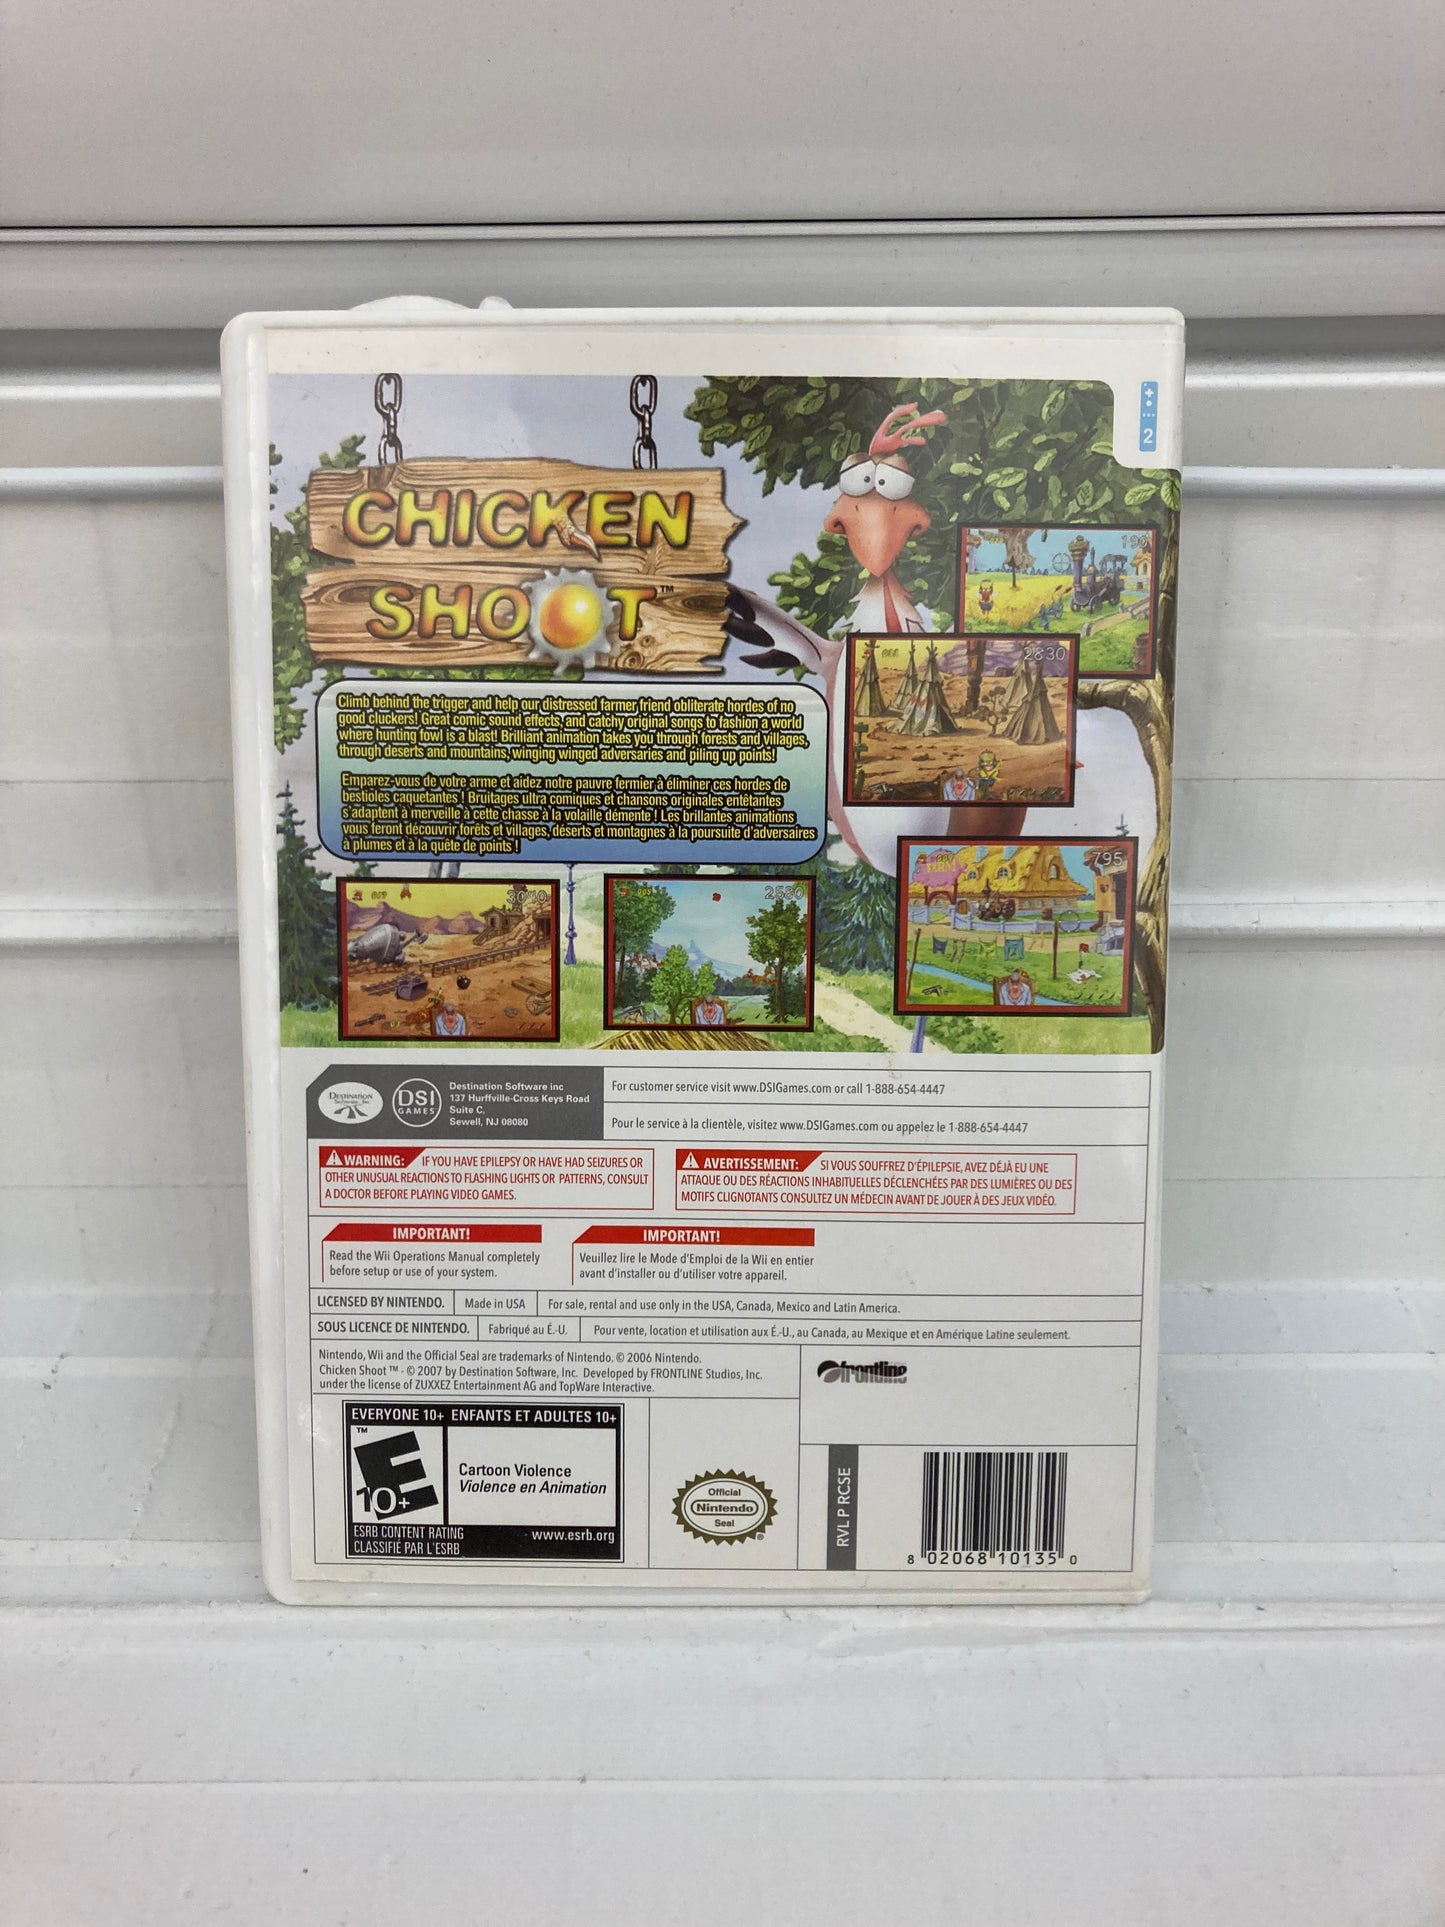 2
CHICKEN
SHOOT™
Climb behind the trigger and help our distressed farmer friend obliterate hordes of no
good cluckers! Great comic sound effects, and catchy original songs to fashion a world
where hunting fowl is a blast! Brilliant animation takes you through forests and villages,
through deserts and mountains, winging winged adversaries and piling up points!
Emparez-vous de votre arme et aidez notre pauvre fermier à éliminer ces hordes de
bestioles caquetantes ! Bruitages ultra comiques et chansons originales entêtantes
s'adaptent à merveille à cette chasse à la volaille démente ! Les brillantes animations
vous feront découvrir forêts et villages, déserts et montagnes à la poursuite d'adversaires
à plumes et à la quête de points !
190
2830
3040
2580
795
Destination
Software, Inc.
DSI
GAMES
Destination Software inc
137 Hurffville-Cross Keys Road
Suite C,
Sewell, NJ 08080
For customer service visit www.DSIGames.com or call 1-888-654-4447
Pour le service à la clientèle, visitez www.DSIGames.com ou appelez le 1-888-654-4447
WARNING: IF YOU HAVE EPILEPSY OR HAVE HAD SEIZURES OR
OTHER UNUSUAL REACTIONS TO FLASHING LIGHTS OR PATTERNS, CONSULT
A DOCTOR BEFORE PLAYING VIDEO GAMES.
AVERTISSEMENT: SI VOUS SOUFFREZ D'ÉPILEPSIE, AVEZ DÉJÀ EU UNE
ATTAQUE OU DES RÉACTIONS INHABITUELLES DÉCLENCHÉES PAR DES LUMIÈRES OU DES
MOTIFS CLIGNOTANTS CONSULTEZ UN MÉDECIN AVANT DE JOUER À DES JEUX VIDÉO.
IMPORTANT!
Read the Wii Operations Manual completely
before setup or use of your system.
IMPORTANT!
Veuillez lire le Mode d'Emploi de la Wii en entier
avant d'installer ou d'utiliser votre appareil.
LICENSED BY NINTENDO. Made in USA For sale, rental and use only in the USA, Canada, Mexico and Latin America.
SOUS LICENCE DE NINTENDO. Fabriqué au É.-U. Pour vente, location et utilisation aux É.-U., au Canada, au Mexique et en Amérique Latine seulement.
Nintendo, Wii and the Official Seal are trademarks of Nintendo. © 2006 Nintendo.
Chicken Shoot ™ - © 2007 by Destination Software, Inc. Developed by FRONTLINE Studios, Inc.
under the license of ZUXXEZ Entertainment AG and TopWare Interactive.
frontline
EVERYONE 10+ ENFANTS ET ADULTES 10+
™
E
10+
Cartoon Violence
Violence en Animation
ESRB CONTENT RATING www.esrb.org
CLASSIFIÉ PAR L'ESRB
Official
Nintendo
Seal
®
RVL P RCSE
8 02068 10135 0